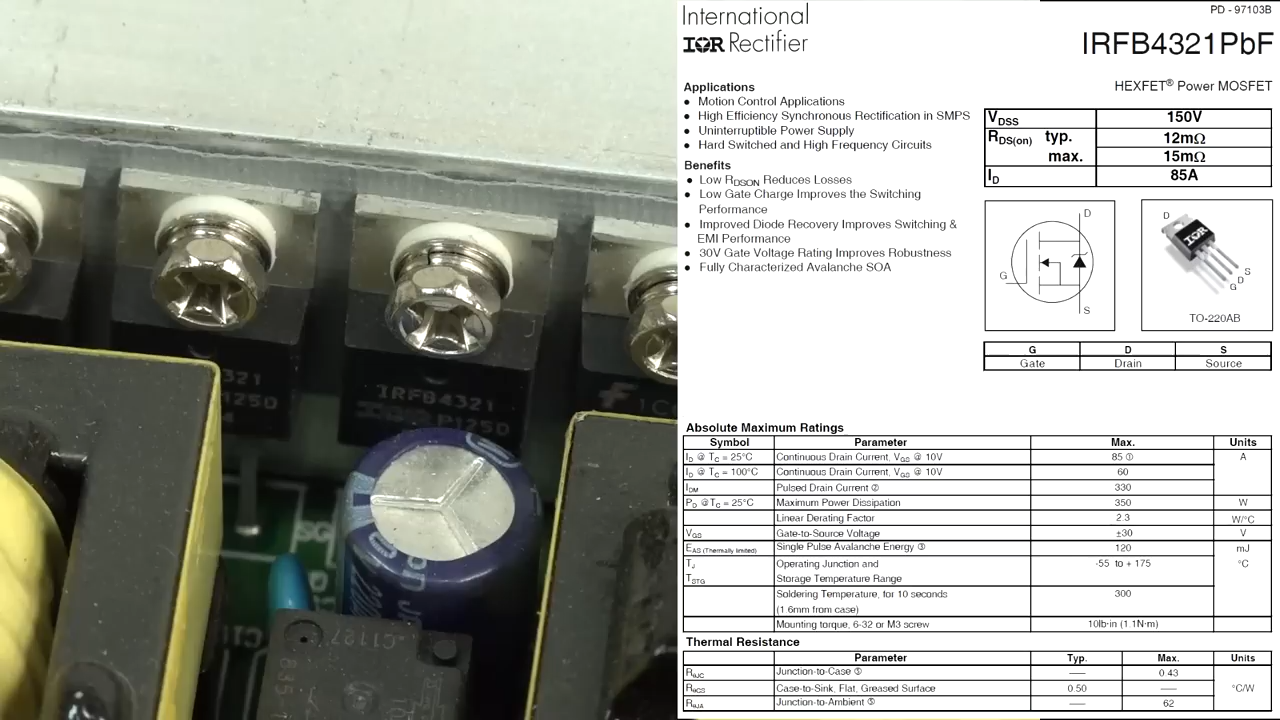 4321
P125D
4
IRFB4321
IOR P125D
C1127
835
International
IOR Rectifier
PD - 97103B
IRFB4321PbF
HEXFET® Power MOSFET
Applications
● Motion Control Applications
● High Efficiency Synchronous Rectification in SMPS
● Uninterruptible Power Supply
● Hard Switched and High Frequency Circuits
Benefits
● Low RDSON Reduces Losses
● Low Gate Charge Improves the Switching
Performance
● Improved Diode Recovery Improves Switching &
EMI Performance
● 30V Gate Voltage Rating Improves Robustness
● Fully Characterized Avalanche SOA
VDSS 150V
RDS(on) typ. 12mΩ
max. 15mΩ
ID 85A
D
G
S
D
IOR
S
D
G
TO-220AB
G D S
Gate Drain Source
Absolute Maximum Ratings
Symbol Parameter Max. Units
ID @ TC = 25°C Continuous Drain Current, VGS @ 10V 85 ① A
ID @ TC = 100°C Continuous Drain Current, VGS @ 10V 60
IDM Pulsed Drain Current ② 330
PD @TC = 25°C Maximum Power Dissipation 350 W
Linear Derating Factor 2.3 W/°C
VGS Gate-to-Source Voltage ±30 V
EAS (Thermally limited) Single Pulse Avalanche Energy ③ 120 mJ
TJ Operating Junction and -55 to + 175 °C
TSTG Storage Temperature Range
Soldering Temperature, for 10 seconds 300
(1.6mm from case)
Mounting torque, 6-32 or M3 screw 10lb·in (1.1N·m)
Thermal Resistance
Parameter Typ. Max. Units
RθJC Junction-to-Case ⑤ — 0.43
RθCS Case-to-Sink, Flat, Greased Surface 0.50 — °C/W
RθJA Junction-to-Ambient ⑤ — 62